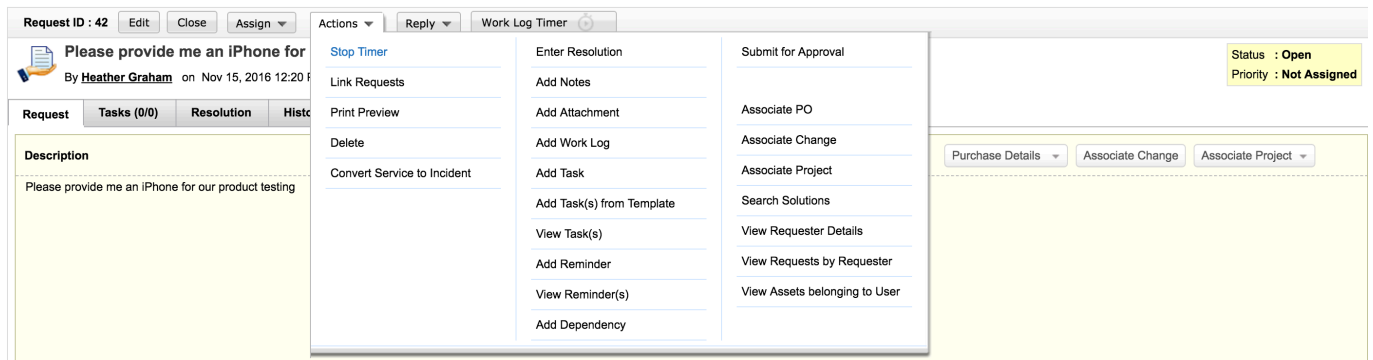 Request ID : 42 Edit Close Assign Actions Reply Work Log Timer
Please provide me an iPhone for
By Heather Graham on Nov 15, 2016 12:20
Status : Open
Priority : Not Assigned
Request Tasks (0/0) Resolution Histo
Stop Timer
Link Requests
Print Preview
Delete
Convert Service to Incident
Enter Resolution
Add Notes
Add Attachment
Add Work Log
Add Task
Add Task(s) from Template
View Task(s)
Add Reminder
View Reminder(s)
Add Dependency
Submit for Approval
Associate PO
Associate Change
Associate Project
Search Solutions
View Requester Details
View Requests by Requester
View Assets belonging to User
Description
Purchase Details Associate Change Associate Project
Please provide me an iPhone for our product testing